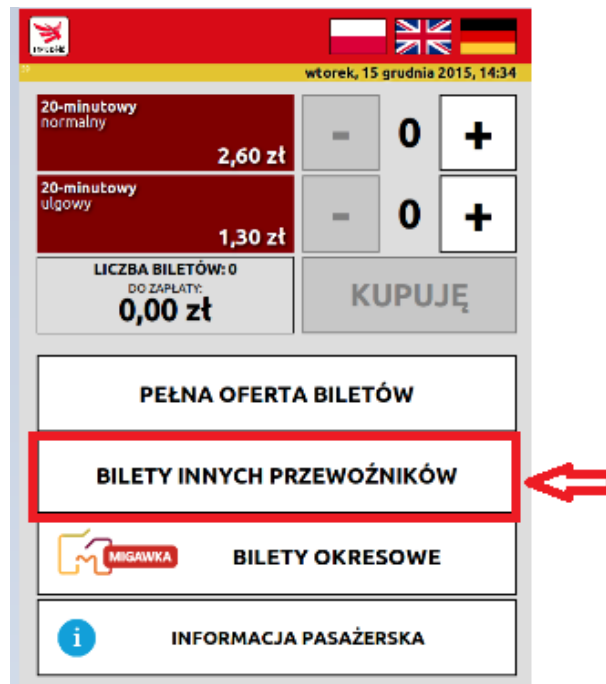 wtorek, 15 grudnia 2015, 14:34
20-minutowy
normalny
2,60 zł
- 0 +
20-minutowy
ulgowy
1,30 zł
- 0 +
LICZBA BILETÓW: 0
DO ZAPŁATY:
0,00 zł
KUPUJĘ
PEŁNA OFERTA BILETÓW
BILETY INNYCH PRZEWOŹNIKÓW
MIGAWKA BILETY OKRESOWE
i INFORMACJA PASAŻERSKA